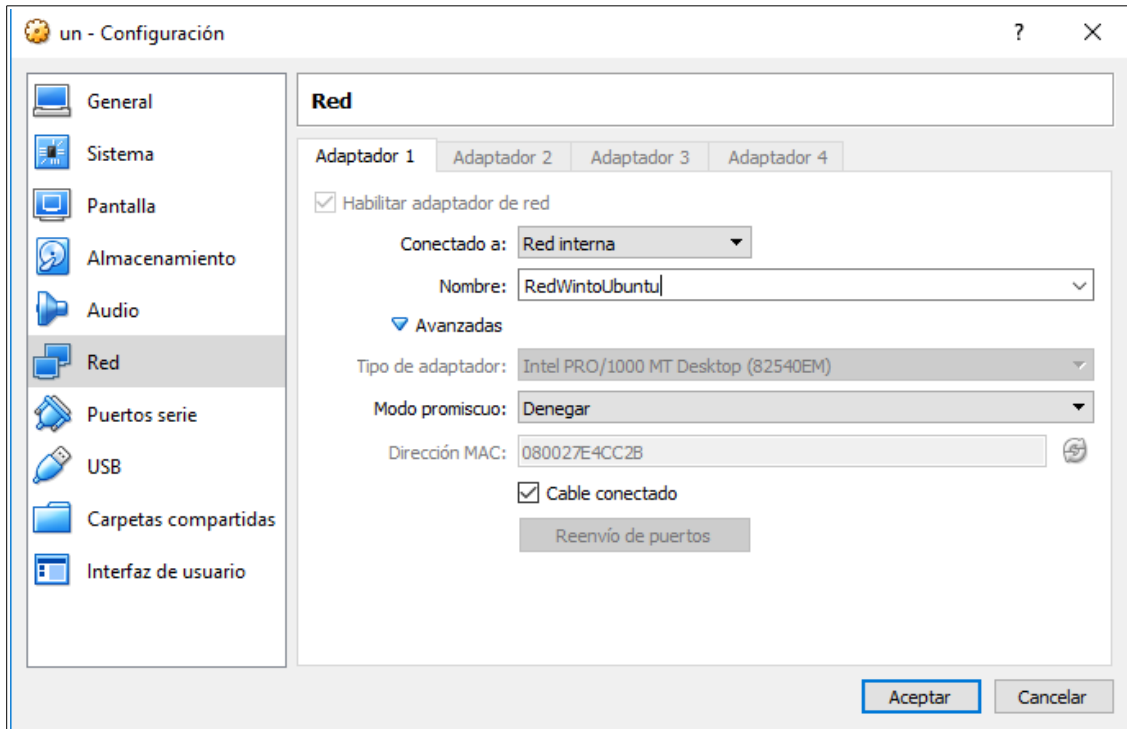 un - Configuración
?
General
Sistema
Pantalla
Almacenamiento
Audio
Red
Puertos serie
USB
Carpetas compartidas
Interfaz de usuario
Red
Adaptador 1 Adaptador 2 Adaptador 3 Adaptador 4
Habilitar adaptador de red
Conectado a: Red interna
Nombre: RedWintoUbuntu
Avanzadas
Tipo de adaptador: Intel PRO/1000 MT Desktop (82540EM)
Modo promiscuo: Denegar
Dirección MAC: 080027E4CC2B
Cable conectado
Reenvío de puertos
Aceptar Cancelar